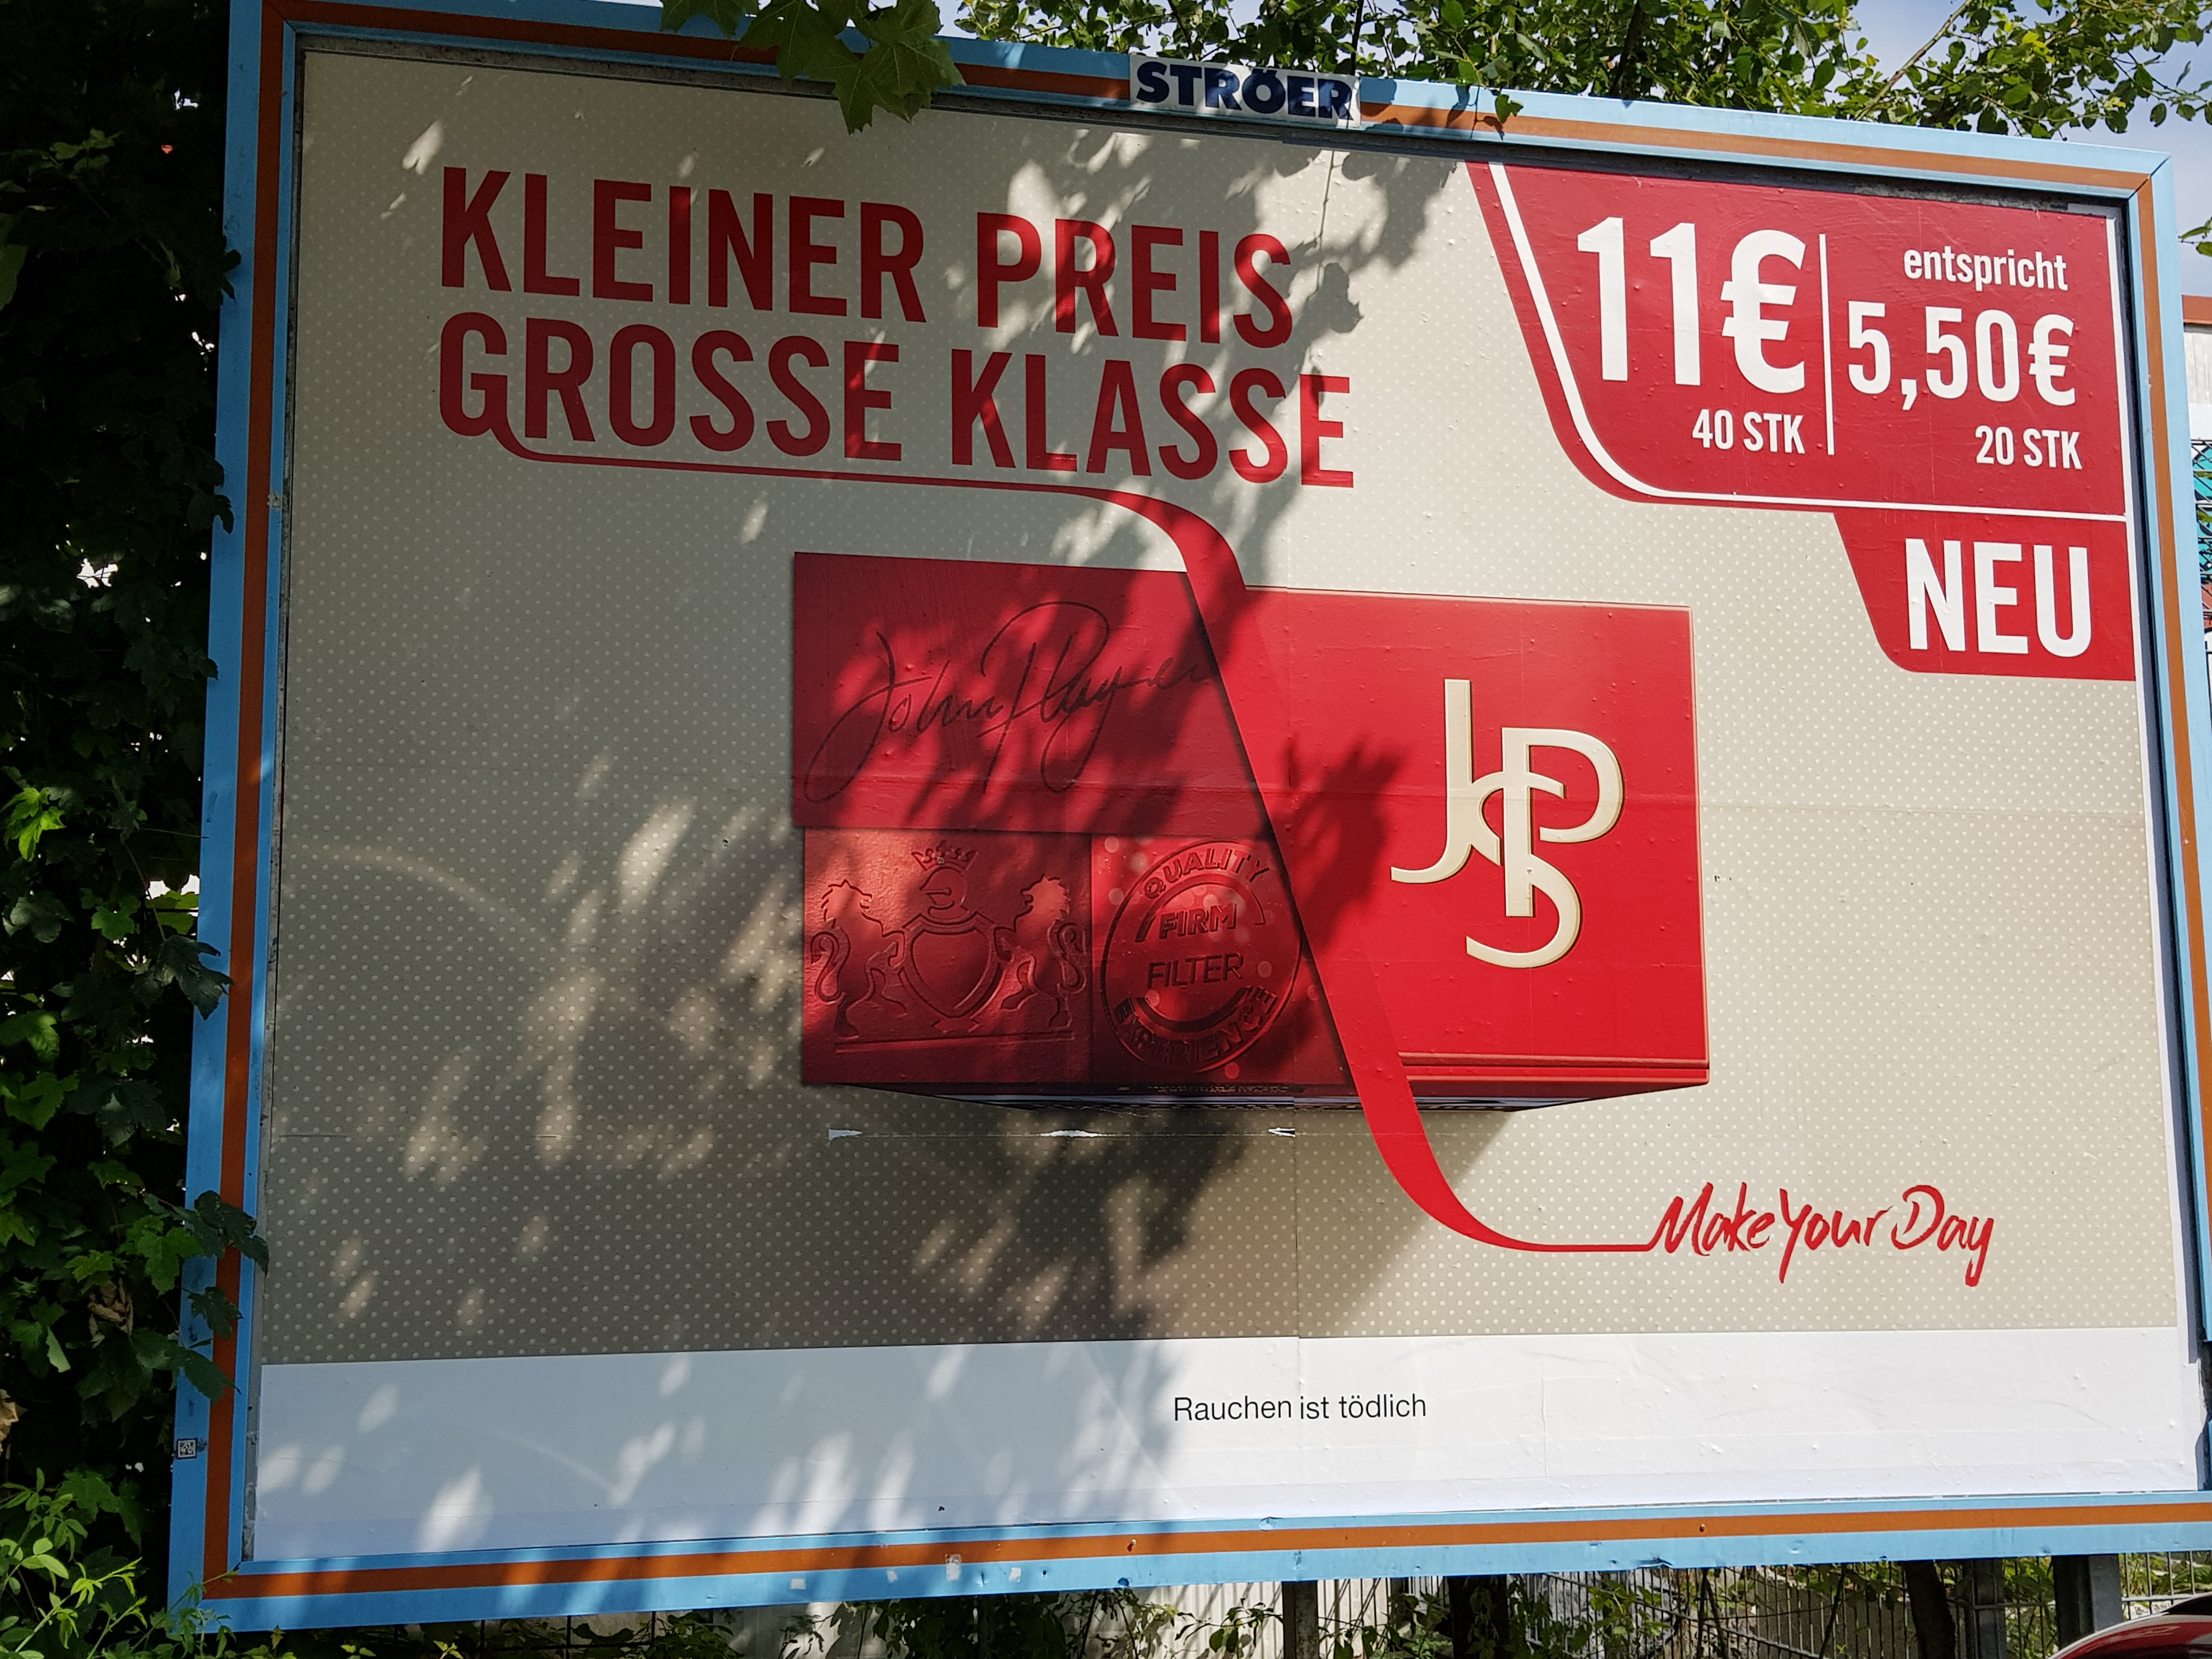 STRÖER
KLEINER PREIS
GROSSE KLASSE
11€
40 STK
entspricht
5,50€
20 STK
NEU
John Player
JPS
QUALITY
FIRM
FILTER
EXPERIENCE
Make Your Day
Rauchen ist tödlich